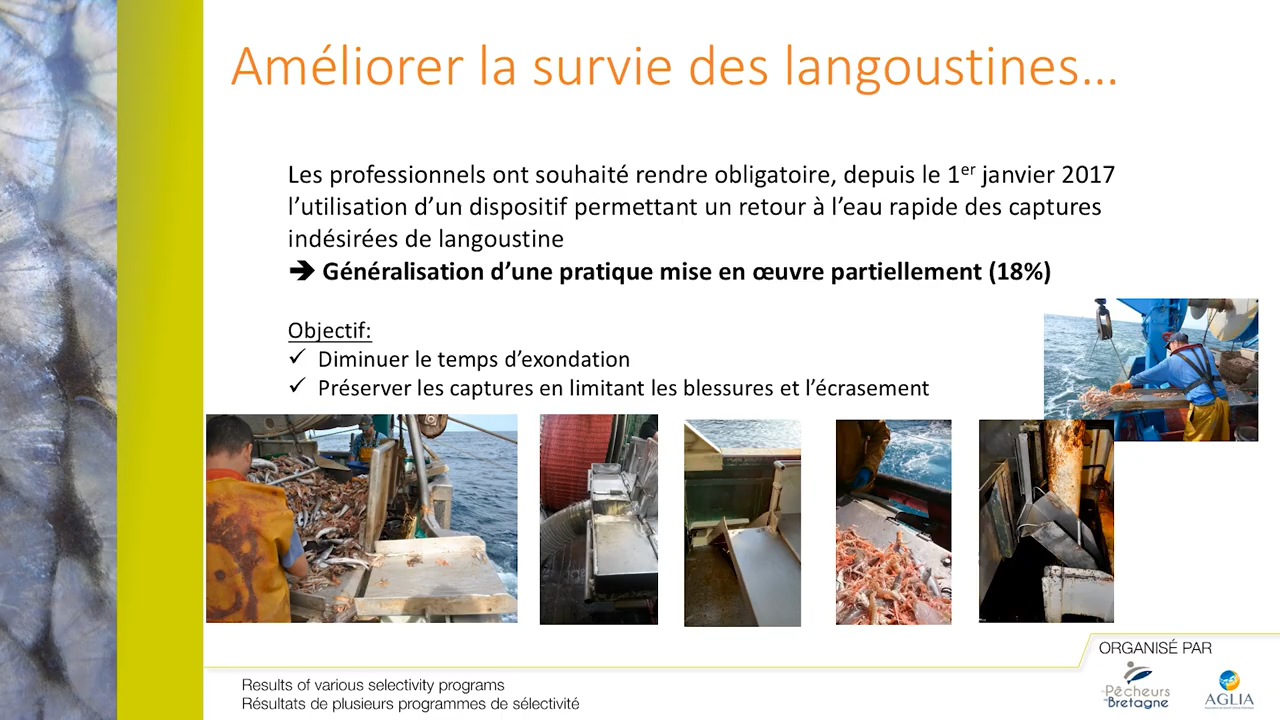 Améliorer la survie des langoustines...
Les professionnels ont souhaité rendre obligatoire, depuis le 1er janvier 2017
l'utilisation d'un dispositif permettant un retour à l'eau rapide des captures
indésirées de langoustine
➔ Généralisation d'une pratique mise en œuvre partiellement (18%)
Objectif:
✓ Diminuer le temps d'exondation
✓ Préserver les captures en limitant les blessures et l'écrasement
ORGANISÉ PAR
Pêcheurs
Bretagne
AGLIA
Results of various selectivity programs
Résultats de plusieurs programmes de sélectivité